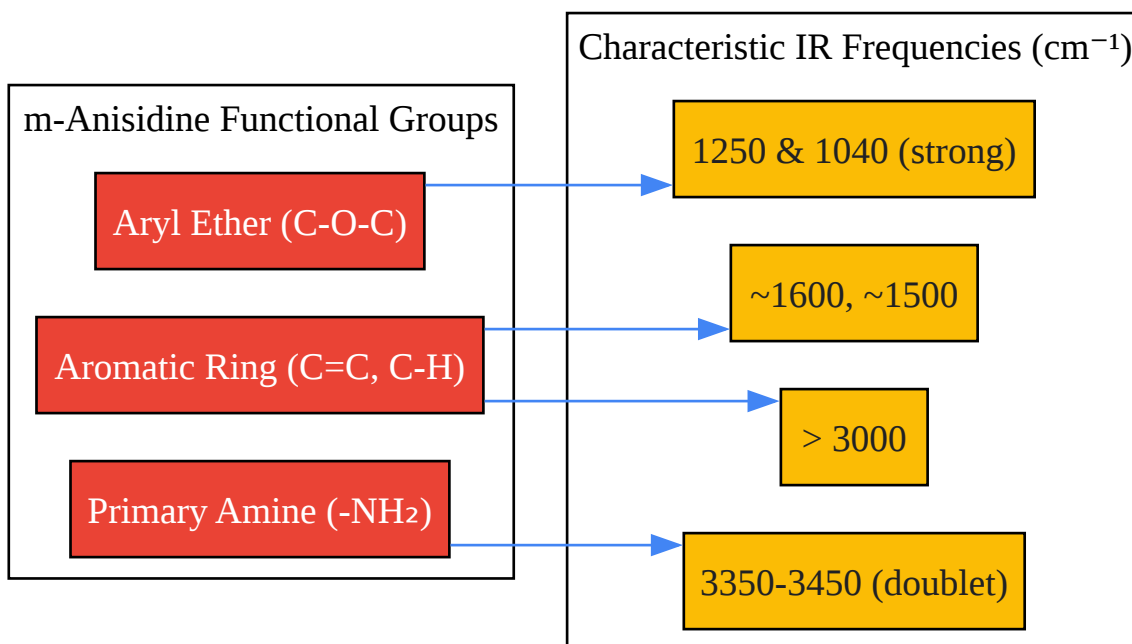 m-Anisidine Functional Groups
Aryl Ether (C-O-C)
Aromatic Ring (C=C, C-H)
Primary Amine (-NH₂)
Characteristic IR Frequencies (cm⁻¹)
1250 & 1040 (strong)
~1600, ~1500
> 3000
3350-3450 (doublet)